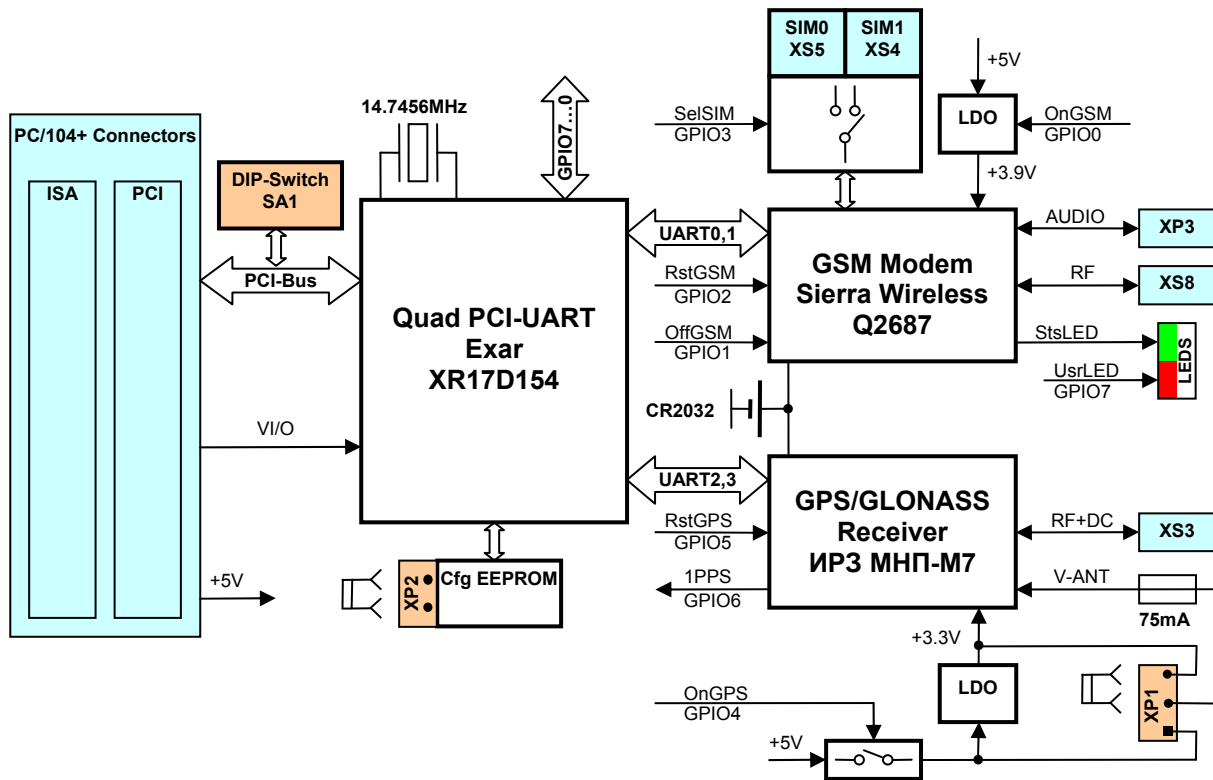 PC/104+ Connectors
ISA
PCI
DIP-Switch
SA1
PCI-Bus
VI/O
+5V
14.7456MHz
GPIO7...0
Quad PCI-UART
Exar
XR17D154
XP2
Cfg EEPROM
SIM0
XS5
SIM1
XS4
SelSIM
GPIO3
+5V
LDO
OnGSM
GPIO0
+3.9V
UART0,1
RstGSM
GPIO2
OffGSM
GPIO1
GSM Modem
Sierra Wireless
Q2687
AUDIO
XP3
RF
XS8
StsLED
UsrLED
GPIO7
LEDS
CR2032
UART2,3
RstGPS
GPIO5
1PPS
GPIO6
GPS/GLONASS
Receiver
ИРЗ МНП-М7
RF+DC
XS3
V-ANT
75mA
+3.3V
LDO
XP1
OnGPS
GPIO4
+5V